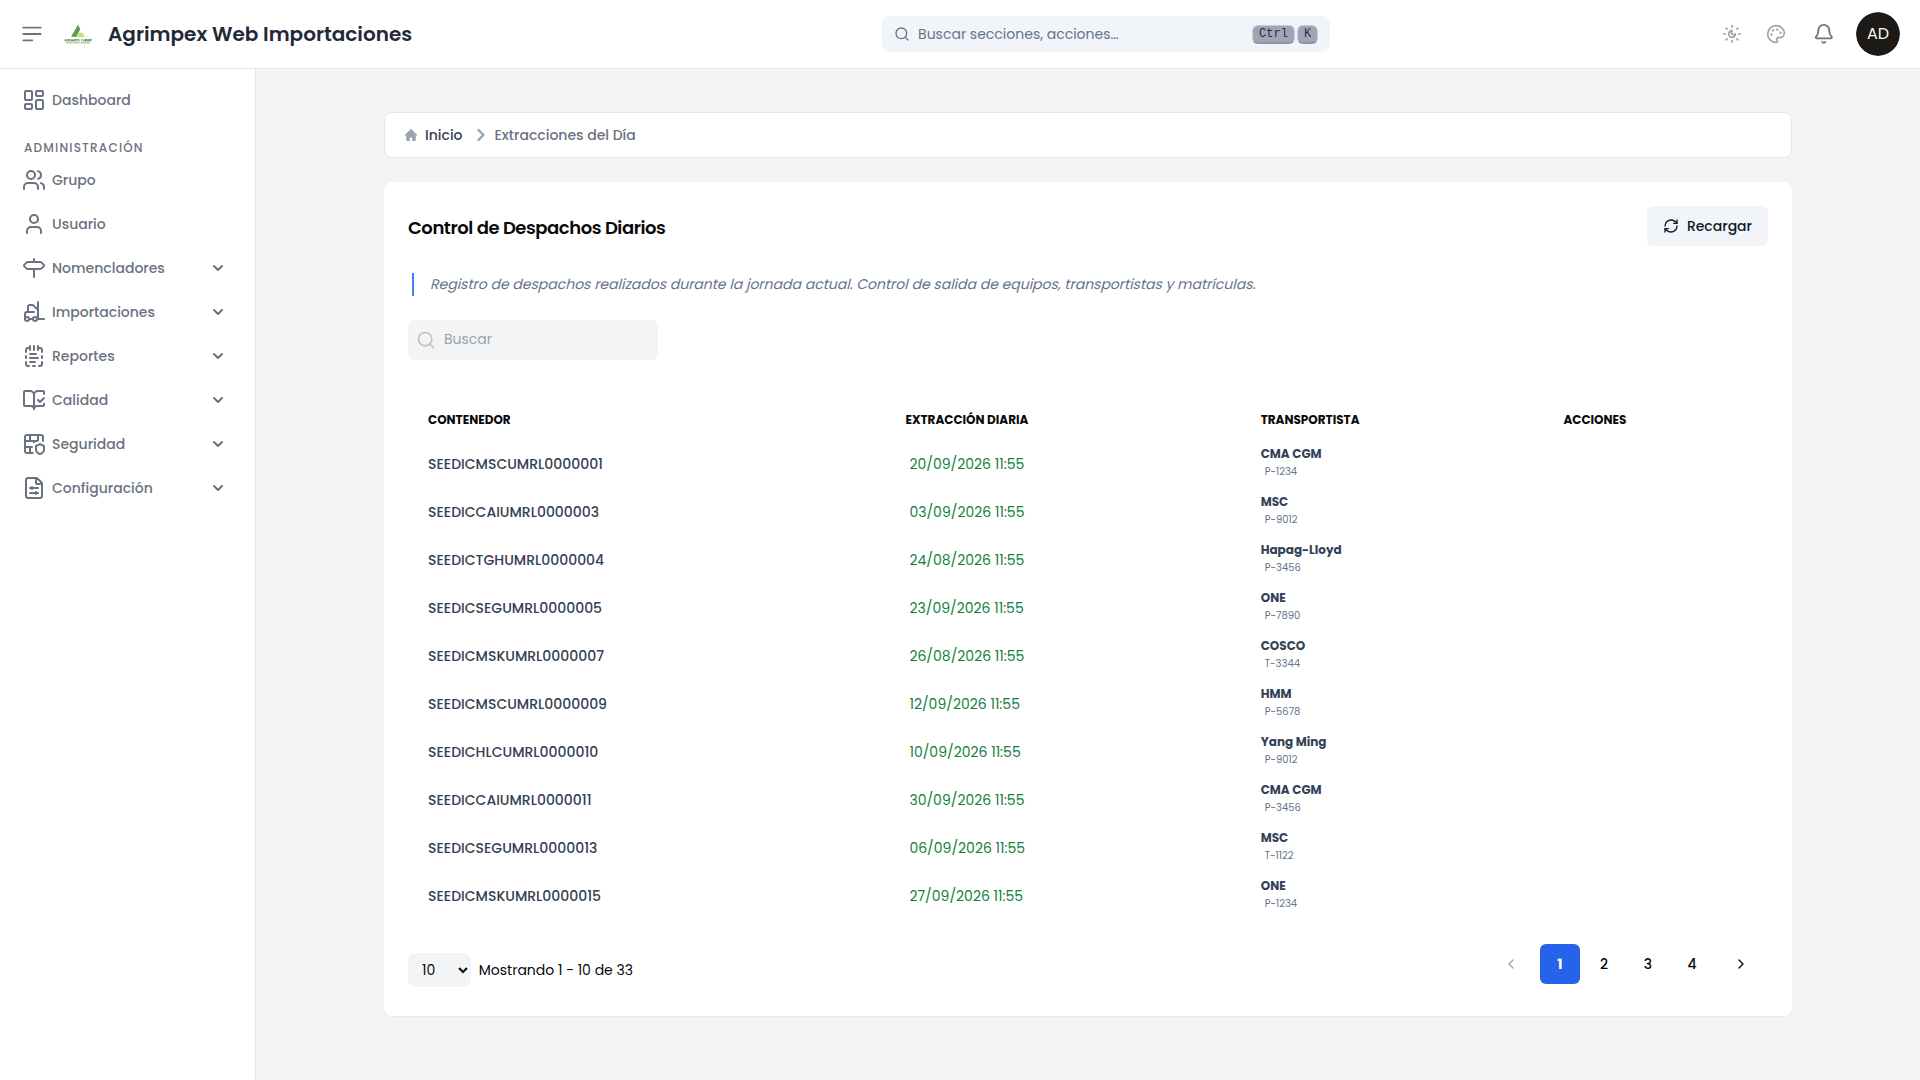 Agrimpex Web Importaciones
Buscar secciones, acciones...
Ctrl K
AD
Dashboard
ADMINISTRACIÓN
Grupo
Usuario
Nomencladores
Importaciones
Reportes
Calidad
Seguridad
Configuración
Inicio
Extracciones del Día
Control de Despachos Diarios
Recargar
Registro de despachos realizados durante la jornada actual. Control de salida de equipos, transportistas y matrículas.
Buscar
CONTENEDOR EXTRACCIÓN DIARIA TRANSPORTISTA ACCIONES
SEEDICMSCUMRL0000001 20/09/2026 11:55 CMA CGM
P-1234
SEEDICCAIUMRL0000003 03/09/2026 11:55 MSC
P-9012
SEEDICTGHUMRL0000004 24/08/2026 11:55 Hapag-Lloyd
P-3456
SEEDICSEGUMRL0000005 23/09/2026 11:55 ONE
P-7890
SEEDICMSKUMRL0000007 26/08/2026 11:55 COSCO
T-3344
SEEDICMSCUMRL0000009 12/09/2026 11:55 HMM
P-5678
SEEDICHLCUMRL0000010 10/09/2026 11:55 Yang Ming
P-9012
SEEDICCAIUMRL0000011 30/09/2026 11:55 CMA CGM
P-3456
SEEDICSEGUMRL0000013 06/09/2026 11:55 MSC
T-1122
SEEDICMSKUMRL0000015 27/09/2026 11:55 ONE
P-1234
10 Mostrando 1 - 10 de 33
1 2 3 4